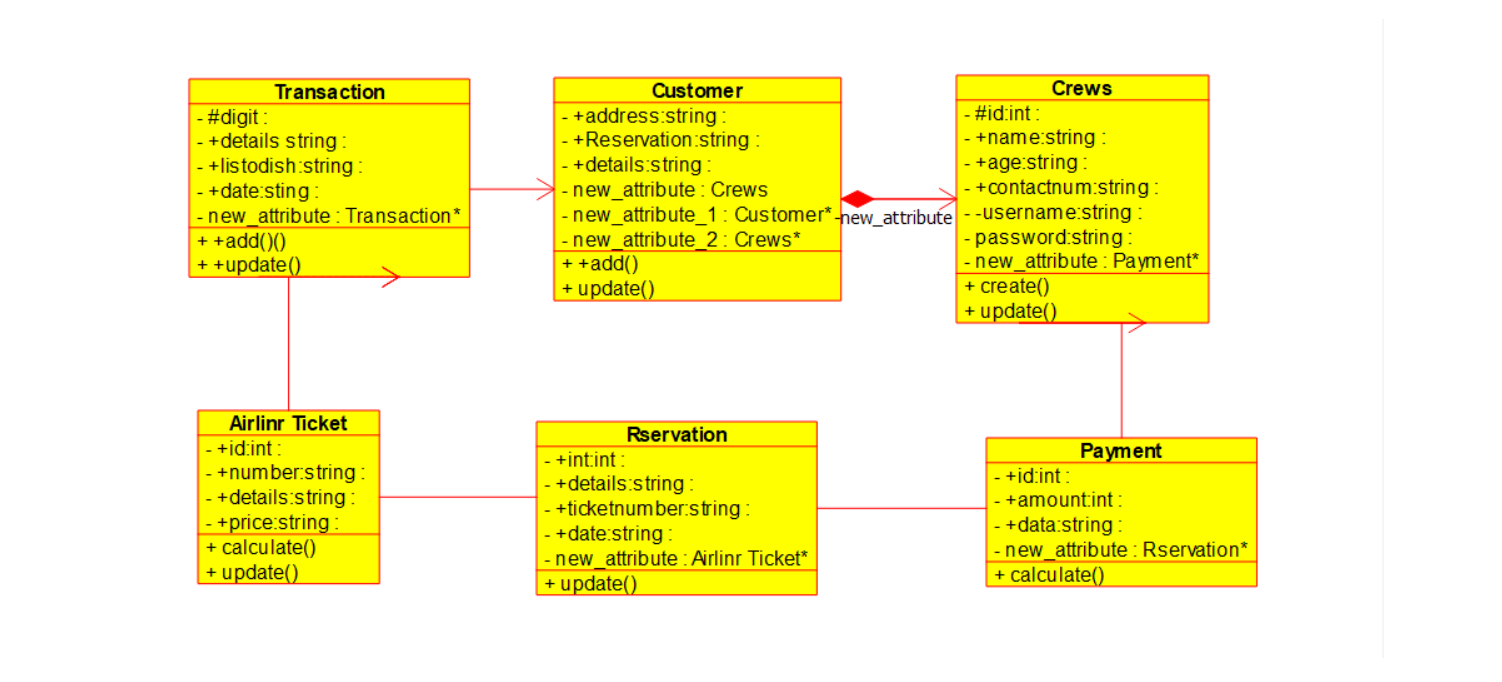 Transaction
- #digit :
- +details string :
- +listodish:string :
- +date:sting :
- new_attribute : Transaction*
+ +add()()
+ +update()
Customer
- +address:string :
- +Reservation:string :
- +details:string :
- new_attribute : Crews
- new_attribute_1 : Customer*
- new_attribute_2 : Crews*
+ +add()
+ update()
-new_attribute
Crews
- #id:int :
- +name:string :
- +age:string :
- +contactnum:string :
- -username:string :
- password:string :
- new_attribute : Payment*
+ create()
+ update()
Airlinr Ticket
- +id:int :
- +number:string :
- +details:string :
- +price:string :
+ calculate()
+ update()
Rservation
- +int:int :
- +details:string :
- +ticketnumber:string :
- +date:string :
- new_attribute : Airlinr Ticket*
+ update()
Payment
- +id:int :
- +amount:int :
- +data:string :
- new_attribute : Rservation*
+ calculate()